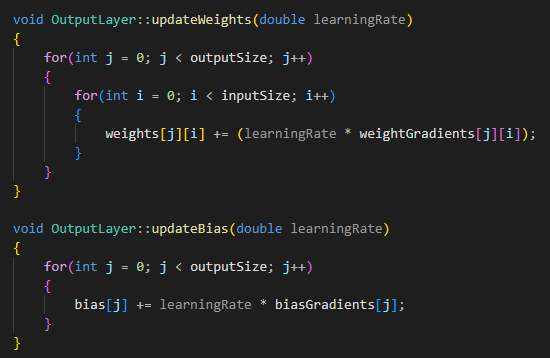 void OutputLayer::updateWeights(double learningRate)
{
    for(int j = 0; j < outputSize; j++)
    {
        for(int i = 0; i < inputSize; i++)
        {
            weights[j][i] += (learningRate * weightGradients[j][i]);
        }
    }
}

void OutputLayer::updateBias(double learningRate)
{
    for(int j = 0; j < outputSize; j++)
    {
        bias[j] += learningRate * biasGradients[j];
    }
}